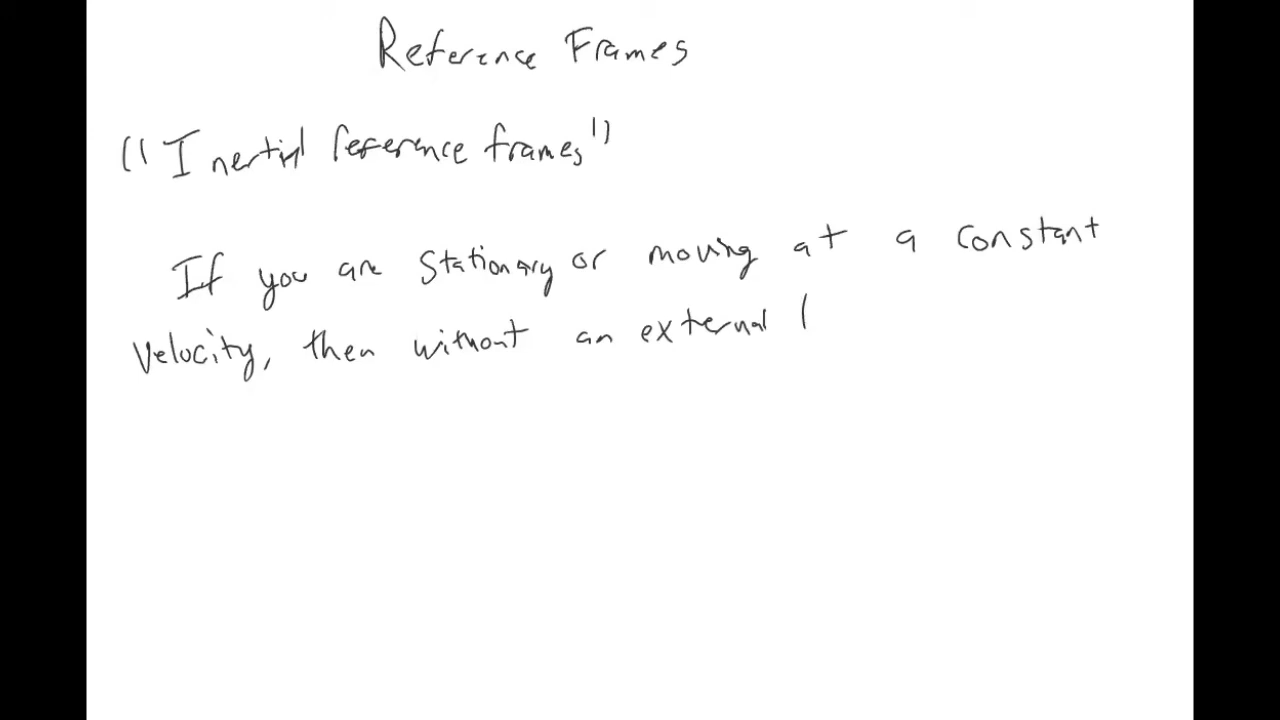 Reference Frames
"Inertial reference frames"
If you are stationary or moving at a constant
velocity, then without an external